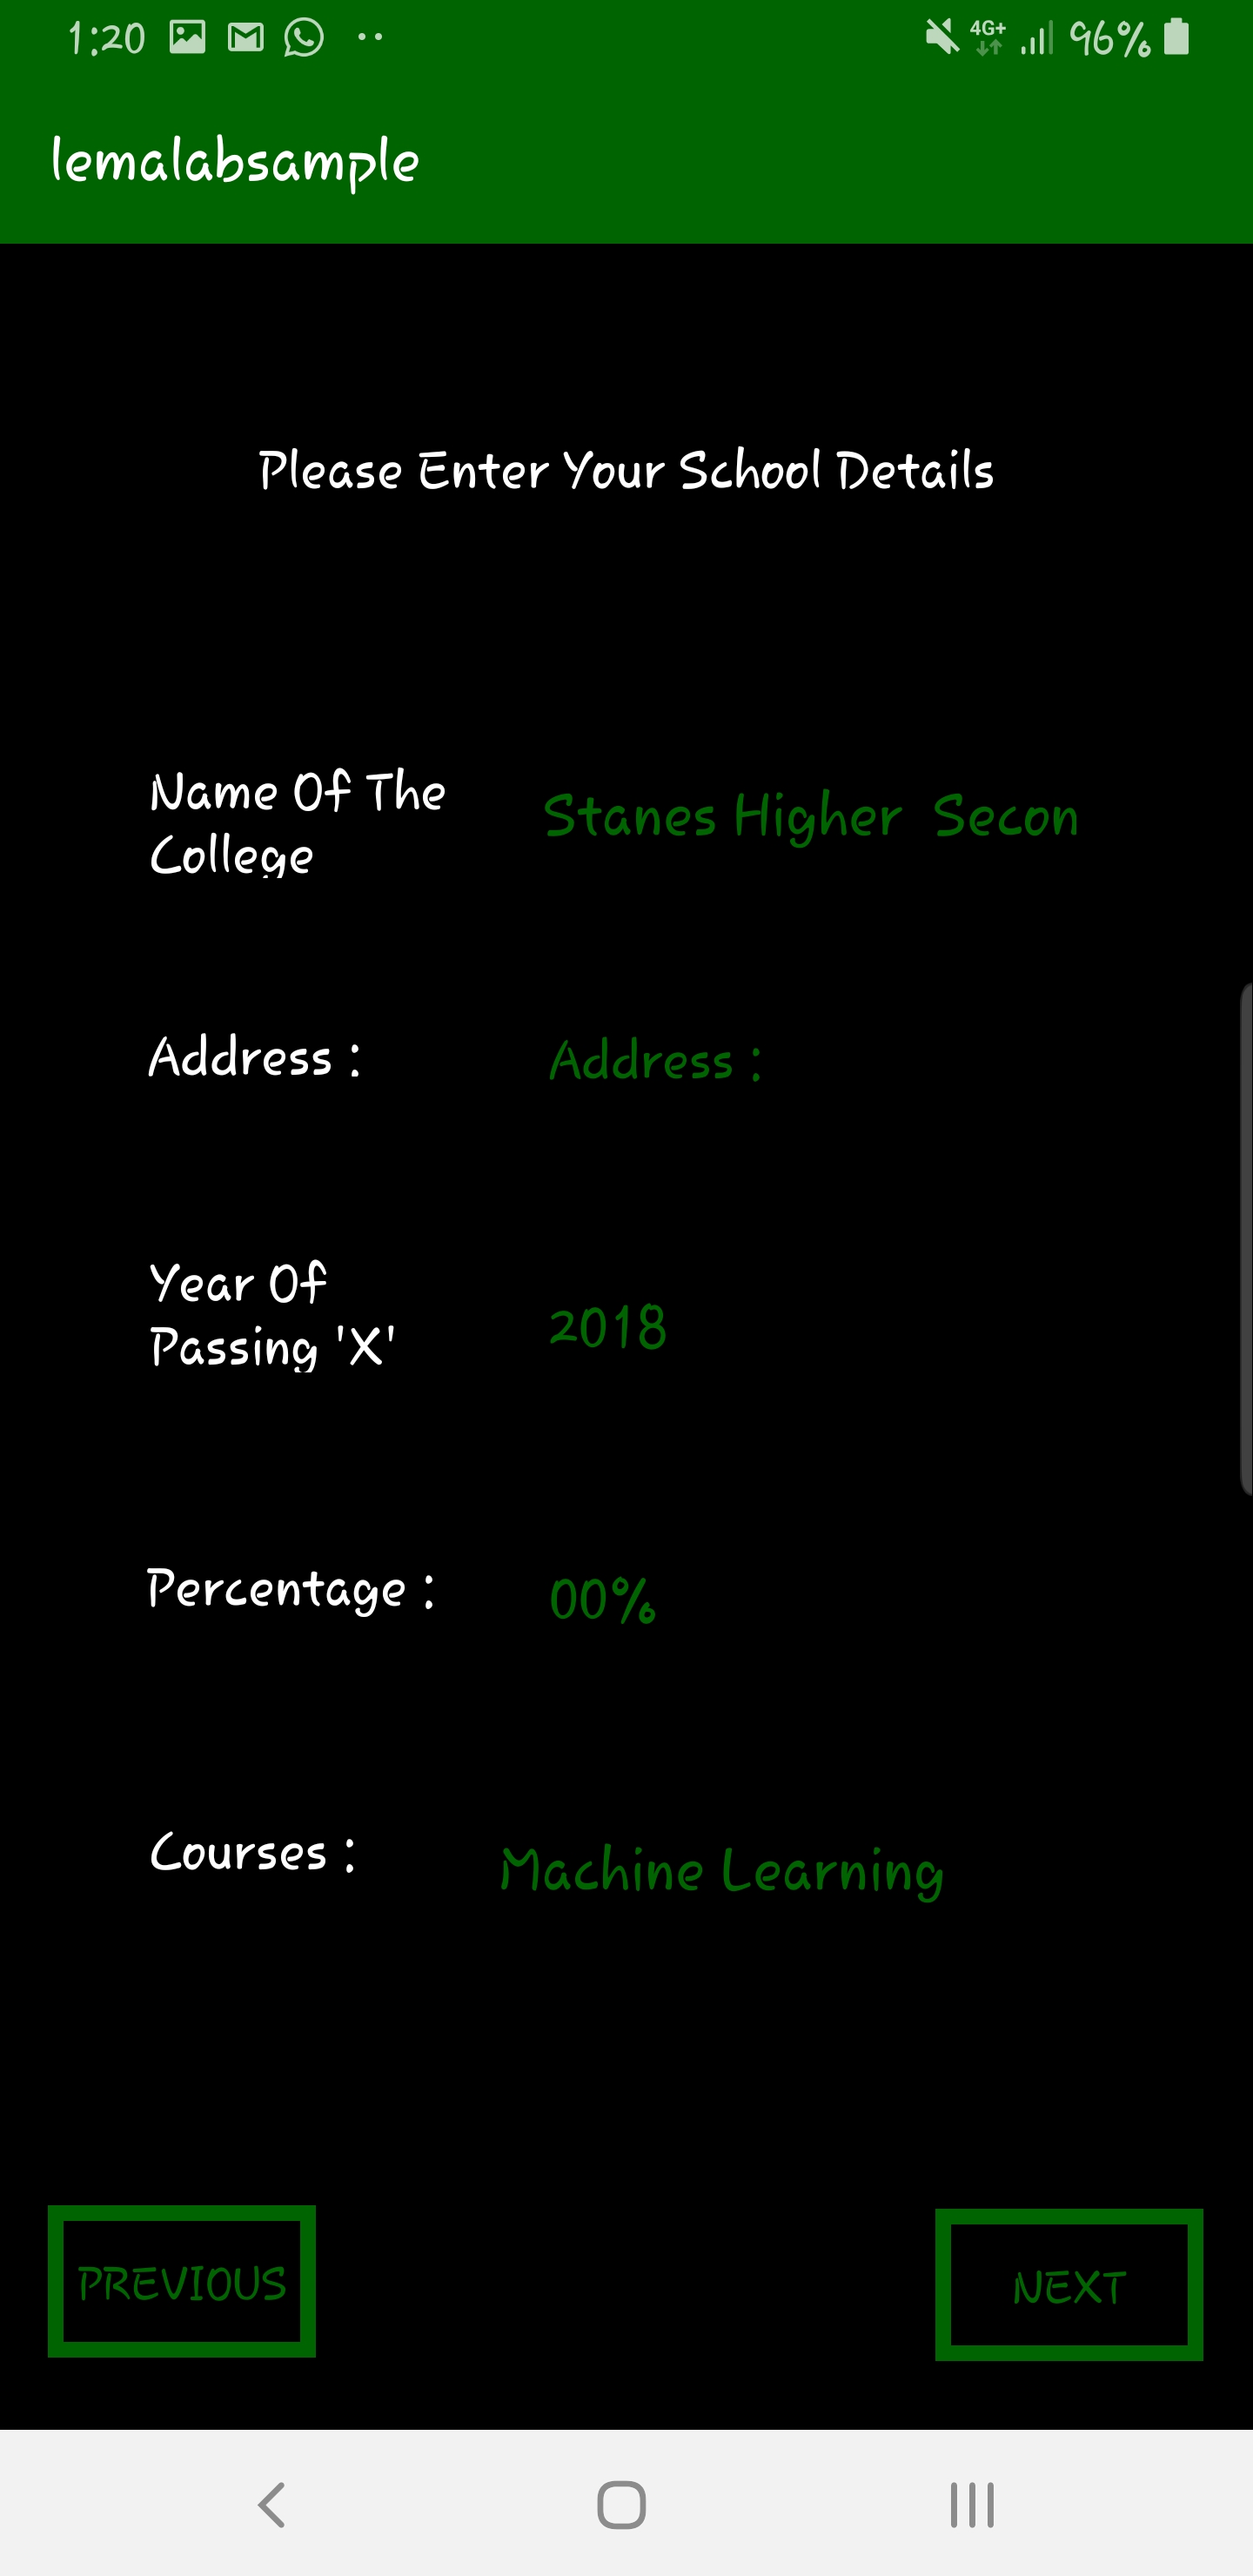 1:20 4G+ 96%
lemalabsample
Please Enter Your School Details
Name Of The
College
Stanes Higher  Secon
Address :
Address :
Year Of
Passing 'X'
2018
Percentage :
00%
Courses :
Machine Learning
PREVIOUS
NEXT